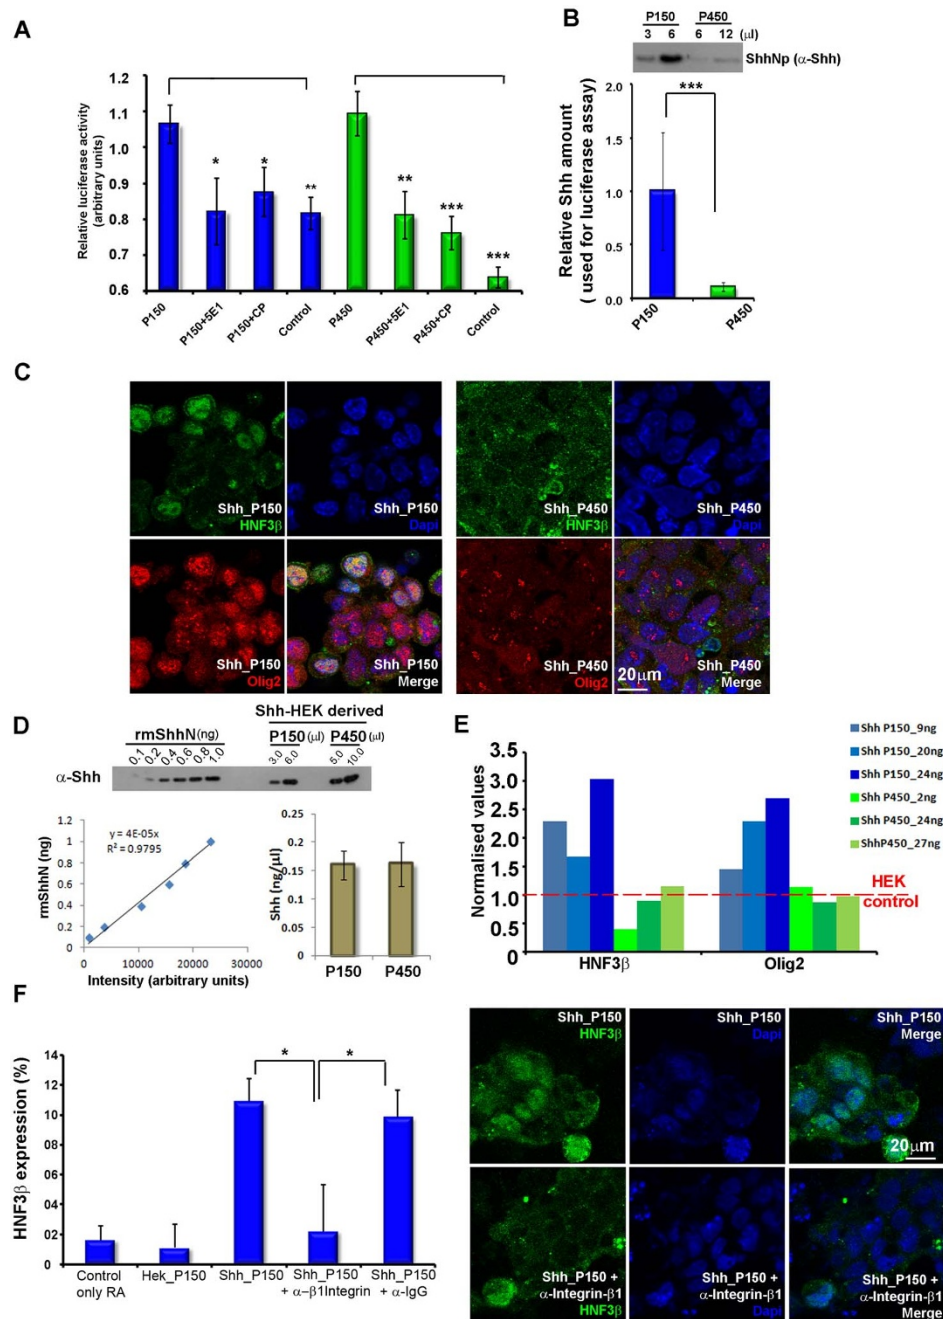 A
Relative luciferase activity
(arbitrary units)
1.2
1.1
1.0
0.9
0.8
0.7
0.6
*
*
**
**
***
***
P150
P150+5E1
P150+CP
Control
P450
P450+5E1
P450+CP
Control
B
P150 P450
3 6 6 12 (μl)
ShhNp (α-Shh)
Relative Shh amount
( used for luciferase assay)
***
2.0
1.5
1.0
0.5
0.0
P150
P450
C
Shh_P150
HNF3β
Shh_P150
Dapi
Shh_P450
HNF3β
Shh_P450
Dapi
Shh_P150
Olig2
Shh_P150
Merge
Shh_P450
Olig2
Shh_P450
Merge
20μm
D
rmShhN(ng)
0.1 0.2 0.4 0.6 0.8 1.0
Shh-HEK derived
P150(μl) P450(μl)
3.0 6.0 5.0 10.0
α-Shh
rmShhN (ng)
1.2
1
0.8
0.6
0.4
0.2
0
y = 4E-05x
R² = 0.9795
0 10000 20000 30000
Intensity (arbitrary units)
Shh (ng/μl)
0.2
0.15
0.1
0.05
0
P150 P450
E
Normalised values
3.5
3.0
2.5
2.0
1.5
1.0
0.5
0
HNF3β Olig2
HEK
control
Shh P150_9ng
Shh P150_20ng
Shh P150_24ng
Shh P450_2ng
Shh P450_24ng
ShhP450_27ng
F
HNF3β expression (%)
14
12
10
08
06
04
02
00
*
*
Control
only RA
Hek_P150
Shh_P150
Shh_P150
+ α-β1Integrin
Shh_P150
+ α-IgG
Shh_P150
HNF3β
Shh_P150
Dapi
Shh_P150
Merge
20μm
Shh_P150 +
α-Integrin-β1
HNF3β
Shh_P150 +
α-Integrin-β1
Dapi
Shh_P150 +
α-Integrin-β1
Merge